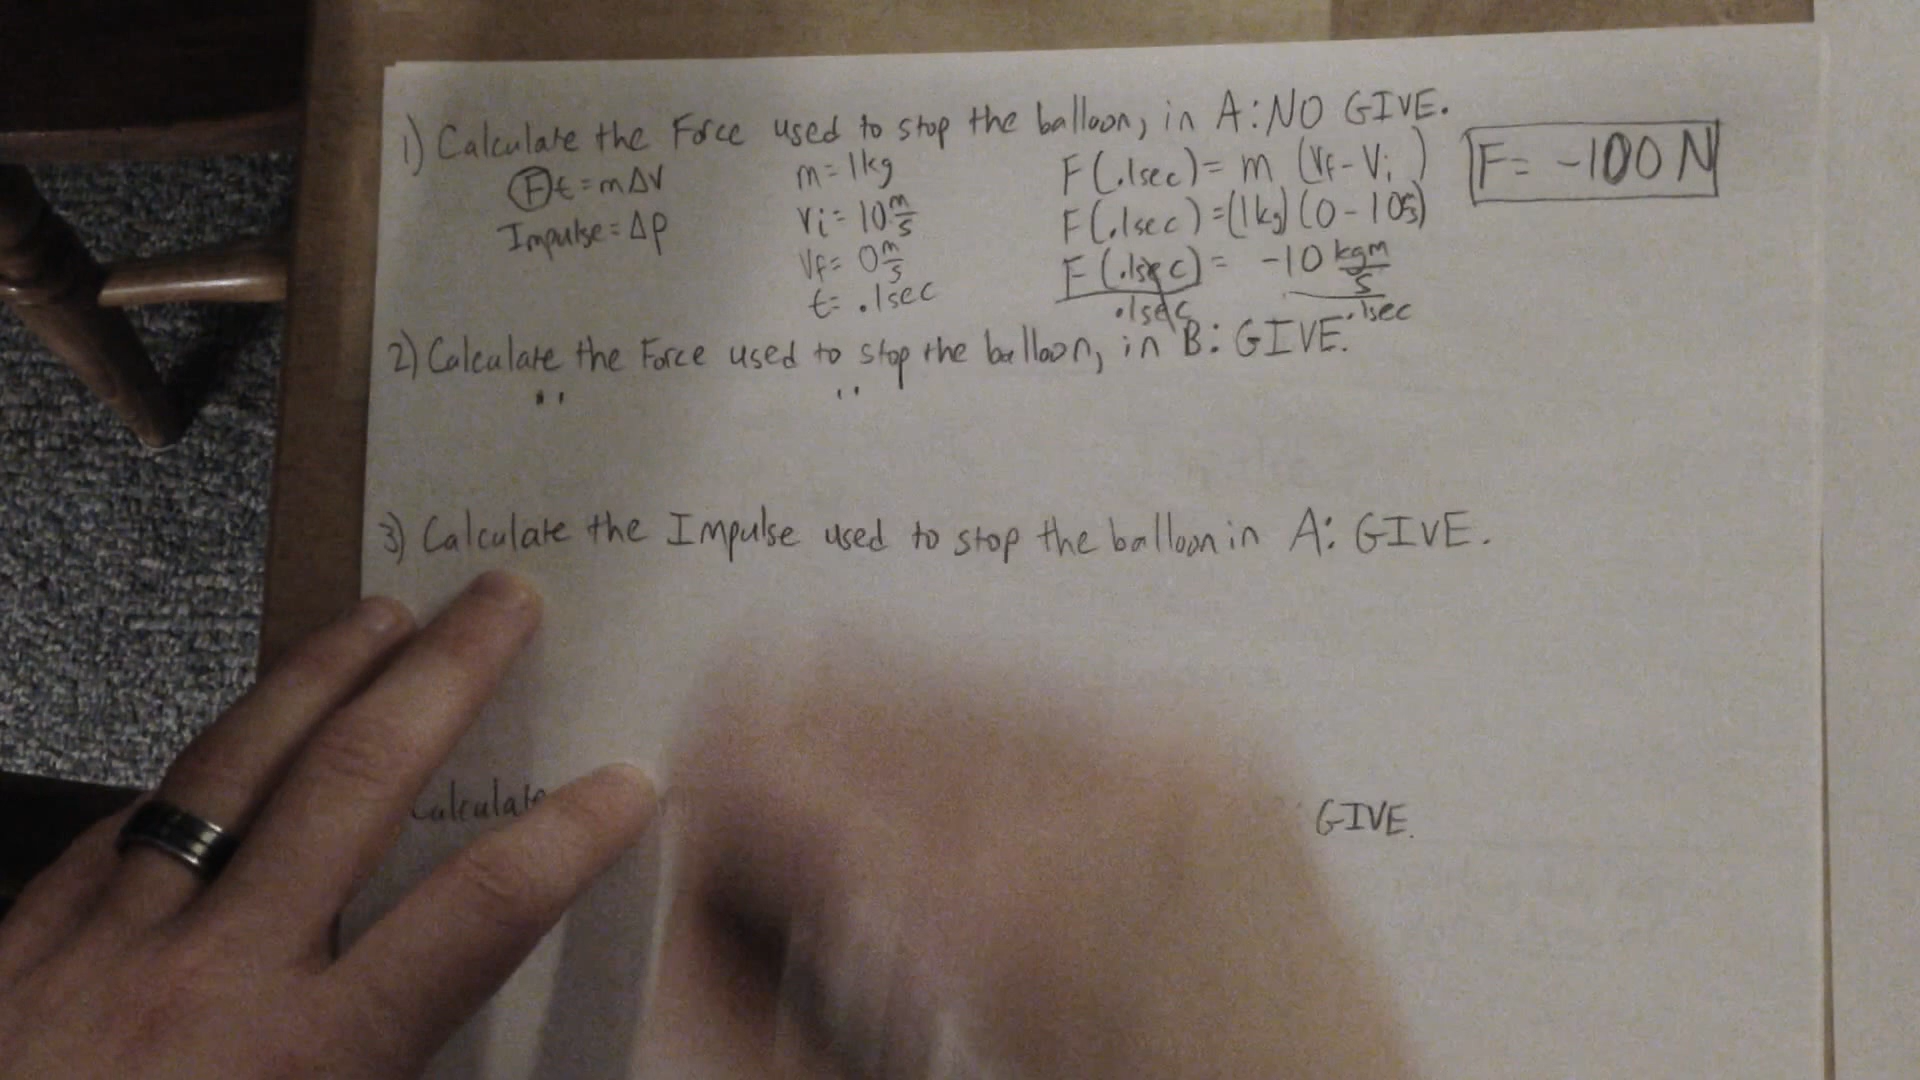 1) Calculate the Force used to stop the balloon, in A: NO GIVE.
Ft = mΔV
Impulse = Δp
m = 1kg
Vi = 10 m/s
Vf = 0 m/s
t = .1sec
F(.1sec) = m (Vf - Vi)
F(.1sec) = (1kg)(0 - 10
F(.1sec) = -10 kgm/s
.1sec .1sec
F = -100 N
2) Calculate the Force used to stop the balloon, in B: GIVE.
" "
3) Calculate the Impulse used to stop the balloon in A: GIVE.
Calculate GIVE.